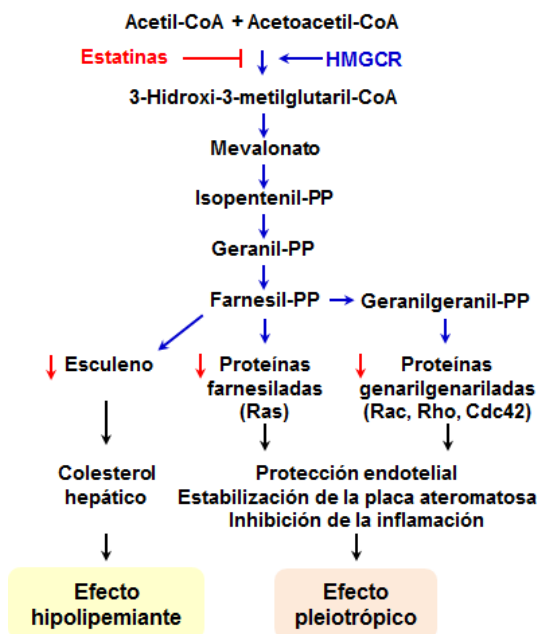 Acetil-CoA + Acetoacetil-CoA
Estatinas
HMGCR
3-Hidroxi-3-metilglutaril-CoA
Mevalonato
Isopentenil-PP
Geranil-PP
Farnesil-PP
Geranilgeranil-PP
Esculeno
Proteínas
farnesiladas
(Ras)
Proteínas
genarilgenariladas
(Rac, Rho, Cdc42)
Colesterol
hepático
Protección endotelial
Estabilización de la placa ateromatosa
Inhibición de la inflamación
Efecto
hipolipemiante
Efecto
pleiotrópico